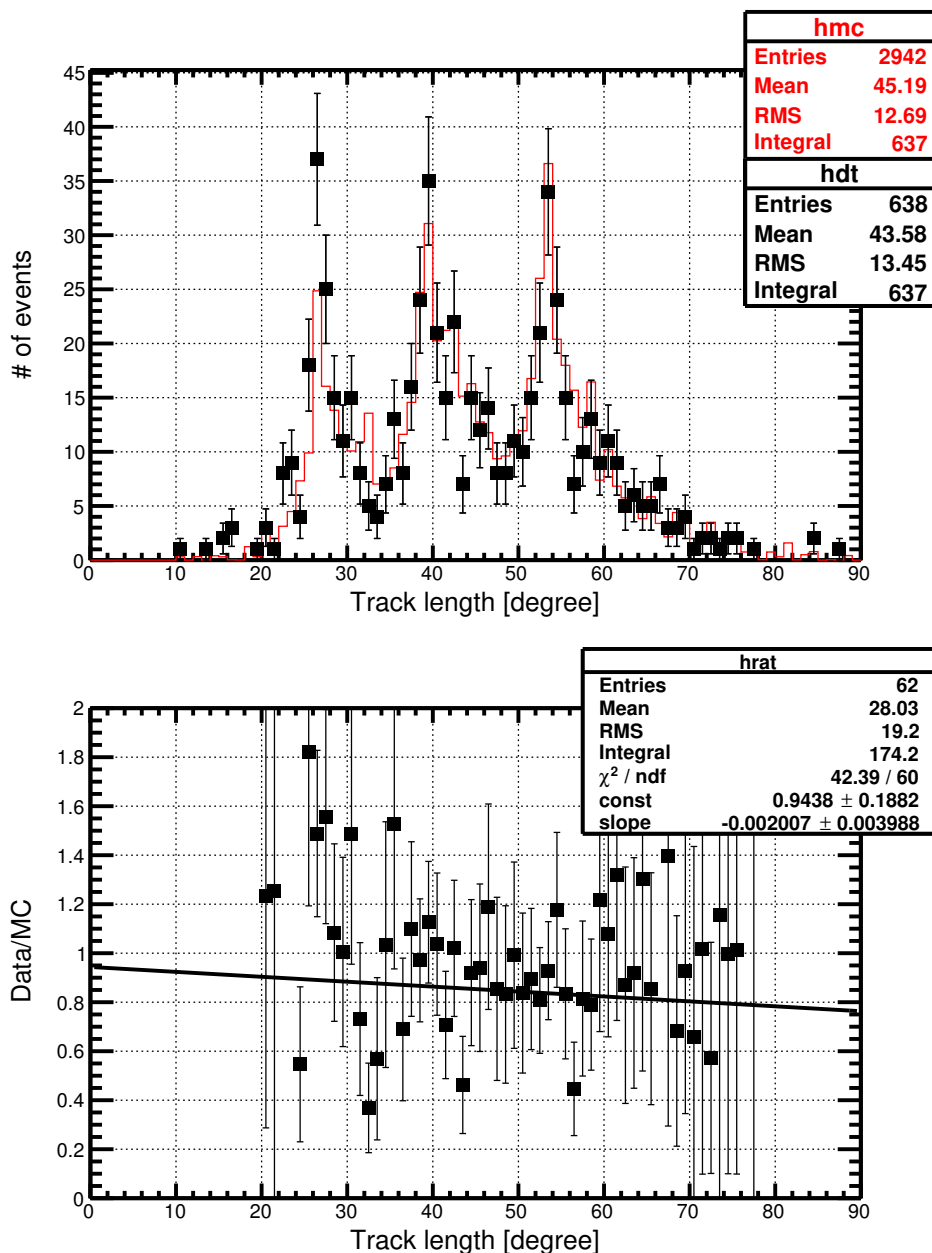 hmc
Entries 2942
Mean 45.19
RMS 12.69
Integral 637
hdt
Entries 638
Mean 43.58
RMS 13.45
Integral 637
# of events
45
40
35
30
25
20
15
10
5
0
0 10 20 30 40 50 60 70 80 90
Track length [degree]
hrat
Entries 62
Mean 28.03
RMS 19.2
Integral 174.2
χ² / ndf 42.39 / 60
const 0.9438 ± 0.1882
slope -0.002007 ± 0.003988
Data/MC
2
1.8
1.6
1.4
1.2
1
0.8
0.6
0.4
0.2
0
0 10 20 30 40 50 60 70 80 90
Track length [degree]